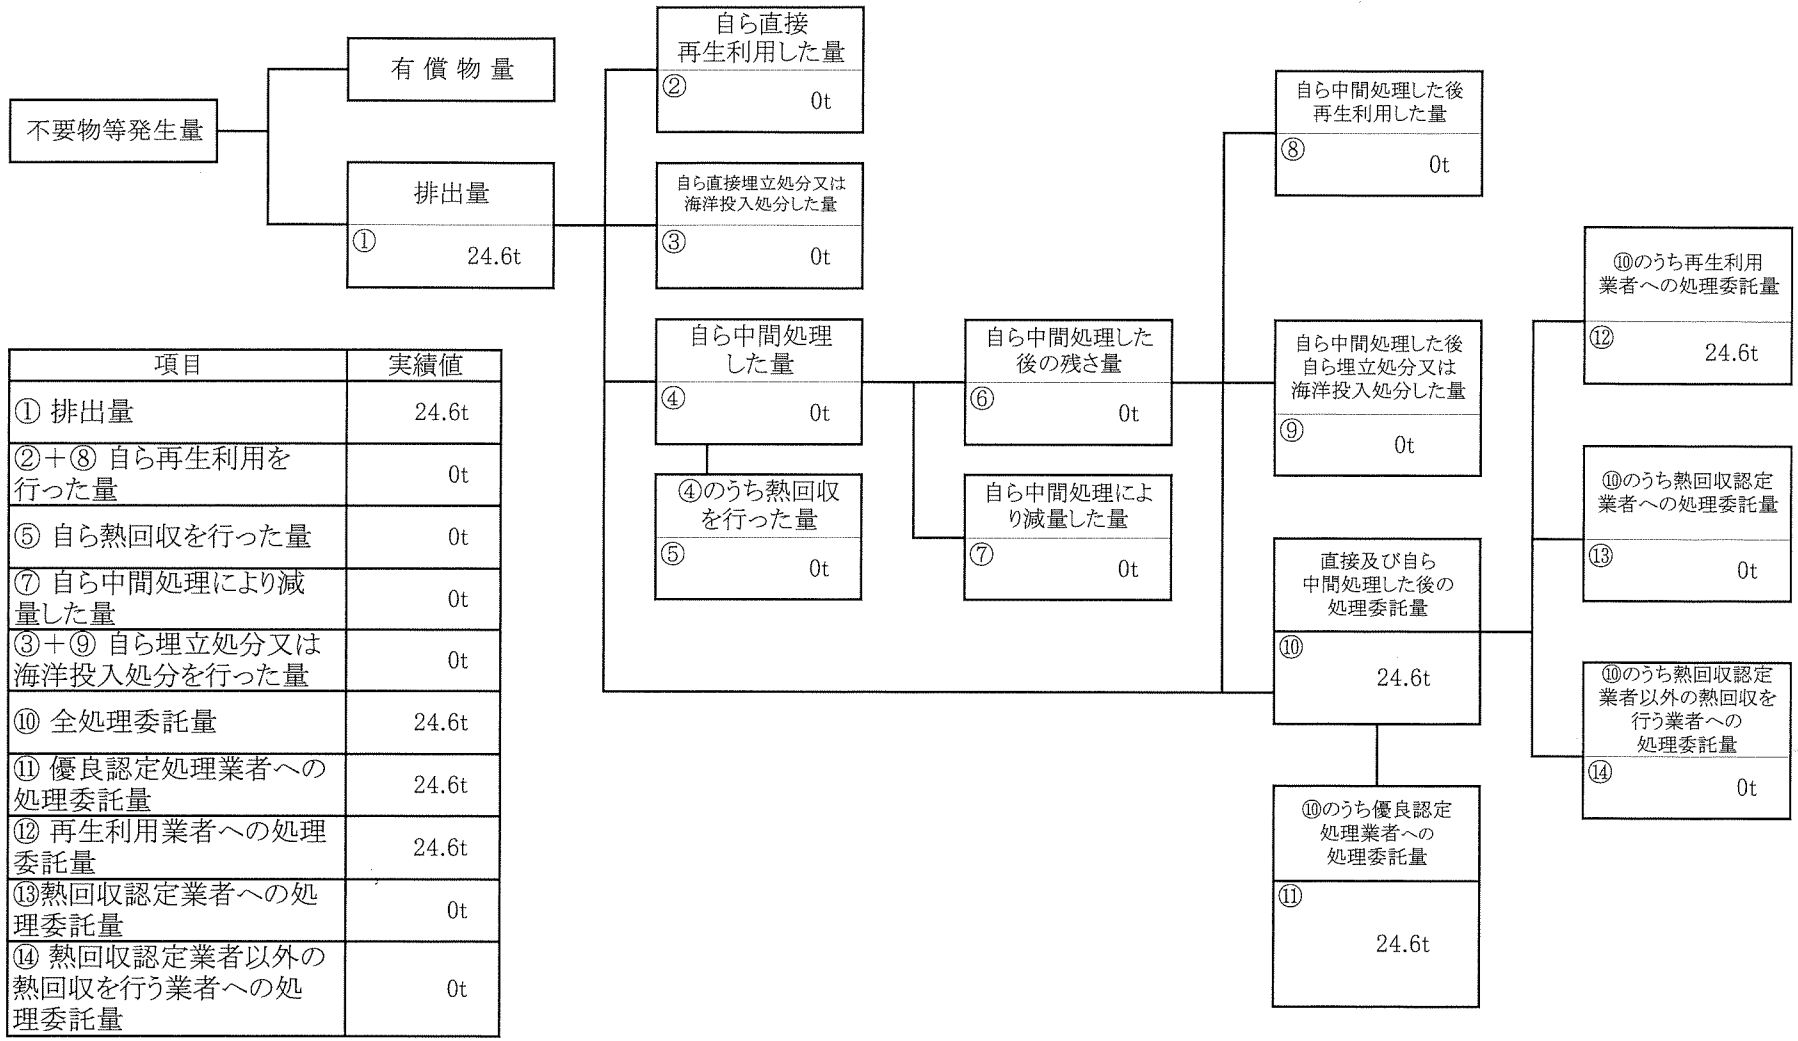 不要物等発生量
有償物量
排出量
①
24.6t
自ら直接
再生利用した量
②
0t
自ら直接埋立処分又は
海洋投入処分した量
③
0t
自ら中間処理
した量
④
0t
④のうち熱回収
を行った量
⑤
0t
自ら中間処理した
後の残さ量
⑥
0t
自ら中間処理によ
り減量した量
⑦
0t
自ら中間処理した後
再生利用した量
⑧
0t
自ら中間処理した後
自ら埋立処分又は
海洋投入処分した量
⑨
0t
直接及び自ら
中間処理した後の
処理委託量
⑩
24.6t
⑩のうち優良認定
処理業者への
処理委託量
⑪
24.6t
⑩のうち再生利用
業者への処理委託量
⑫
24.6t
⑩のうち熱回収認定
業者への処理委託量
⑬
0t
⑩のうち熱回収認定
業者以外の熱回収を
行う業者への
処理委託量
⑭
0t
項目 実績値
① 排出量 24.6t
②+⑧ 自ら再生利用を
行った量 0t
⑤ 自ら熱回収を行った量 0t
⑦ 自ら中間処理により減
量した量 0t
③+⑨ 自ら埋立処分又は
海洋投入処分を行った量 0t
⑩ 全処理委託量 24.6t
⑪ 優良認定処理業者への
処理委託量 24.6t
⑫ 再生利用業者への処理
委託量 24.6t
⑬熱回収認定業者への処
理委託量 0t
⑭ 熱回収認定業者以外の
熱回収を行う業者への処
理委託量 0t